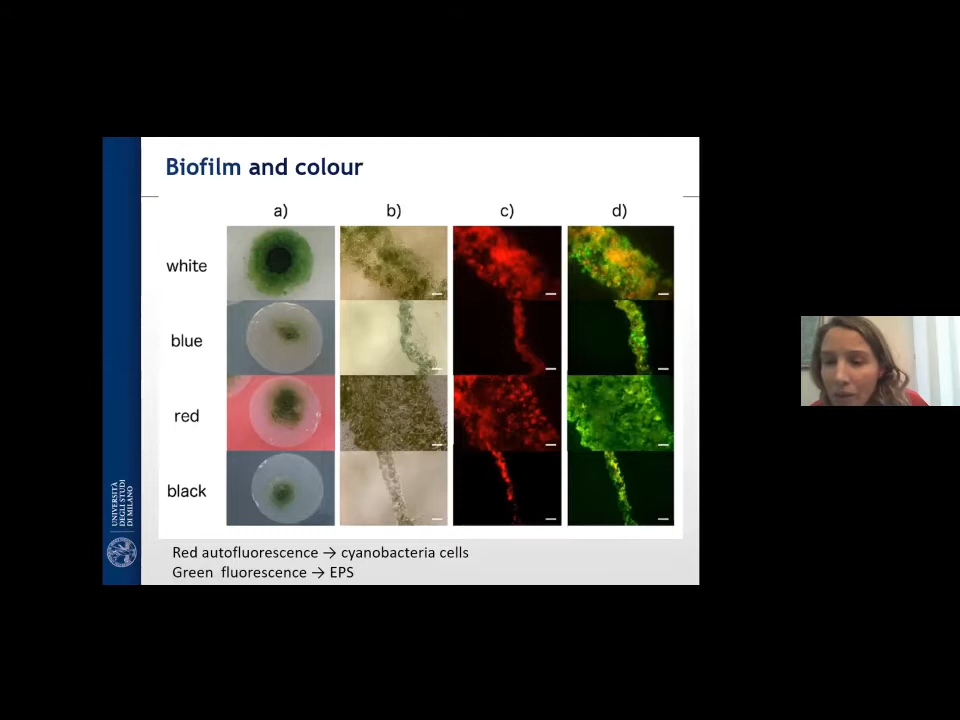 Biofilm and colour
a) b) c) d)
white
blue
red
black
UNIVERSITÀ
DEGLI STUDI
DI MILANO
Red autofluorescence → cyanobacteria cells
Green fluorescence → EPS